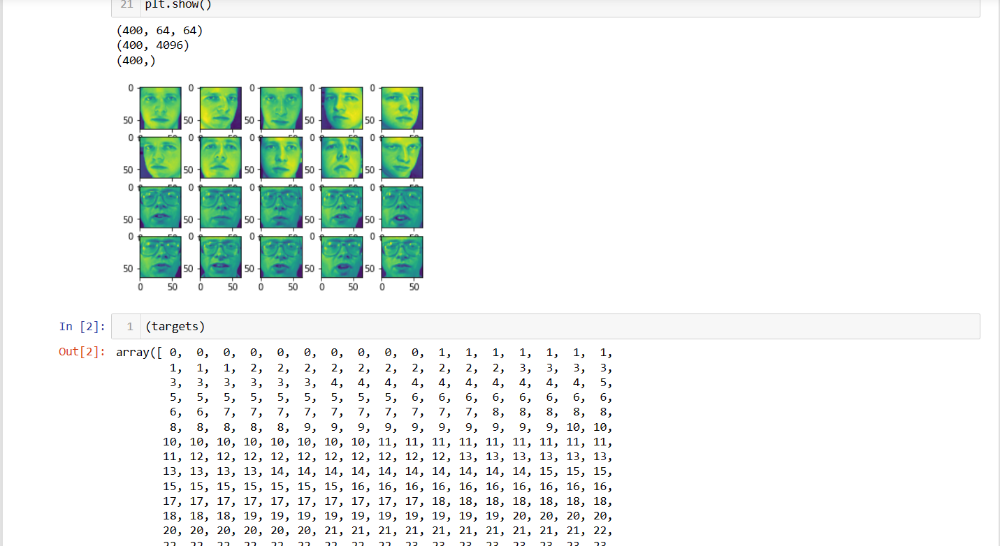 21 plt.show()
(400, 64, 64)
(400, 4096)
(400,)
0 0 0 0 0
50 50 50 50 50
0 0 0 0 0
50 50 50 50 50
0 0 0 0 0
50 50 50 50 50
0 0 0 0 0
50 50 50 50 50
0 50 0 50 0 50 0 50 0 50
In [2]: 1 (targets)
Out[2]: array([ 0, 0, 0, 0, 0, 0, 0, 0, 0, 0, 1, 1, 1, 1, 1, 1, 1,
1, 1, 1, 2, 2, 2, 2, 2, 2, 2, 2, 2, 2, 3, 3, 3, 3,
3, 3, 3, 3, 3, 3, 4, 4, 4, 4, 4, 4, 4, 4, 4, 4, 5,
5, 5, 5, 5, 5, 5, 5, 5, 5, 6, 6, 6, 6, 6, 6, 6, 6,
6, 6, 7, 7, 7, 7, 7, 7, 7, 7, 7, 7, 8, 8, 8, 8, 8,
8, 8, 8, 8, 8, 9, 9, 9, 9, 9, 9, 9, 9, 9, 9, 10, 10,
10, 10, 10, 10, 10, 10, 10, 10, 11, 11, 11, 11, 11, 11, 11, 11, 11,
11, 12, 12, 12, 12, 12, 12, 12, 12, 12, 12, 13, 13, 13, 13, 13, 13,
13, 13, 13, 13, 14, 14, 14, 14, 14, 14, 14, 14, 14, 14, 15, 15, 15,
15, 15, 15, 15, 15, 15, 15, 16, 16, 16, 16, 16, 16, 16, 16, 16, 16,
17, 17, 17, 17, 17, 17, 17, 17, 17, 17, 18, 18, 18, 18, 18, 18, 18,
18, 18, 18, 19, 19, 19, 19, 19, 19, 19, 19, 19, 19, 20, 20, 20, 20,
20, 20, 20, 20, 20, 20, 21, 21, 21, 21, 21, 21, 21, 21, 21, 21, 22,
22, 22, 22, 22, 22, 22, 22, 22, 22, 23, 23, 23, 23, 23, 23, 23